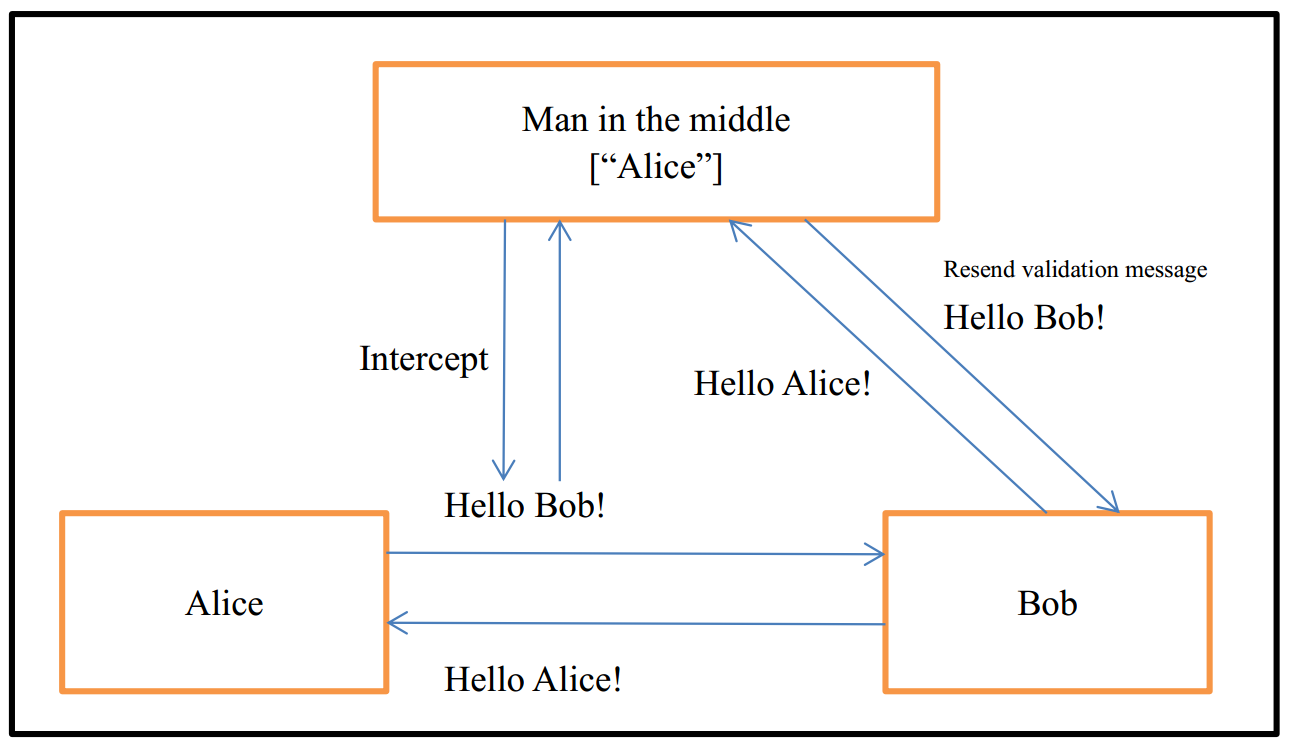 Man in the middle
[“Alice”]
Resend validation message
Hello Bob!
Intercept
Hello Alice!
Hello Bob!
Alice
Bob
Hello Alice!